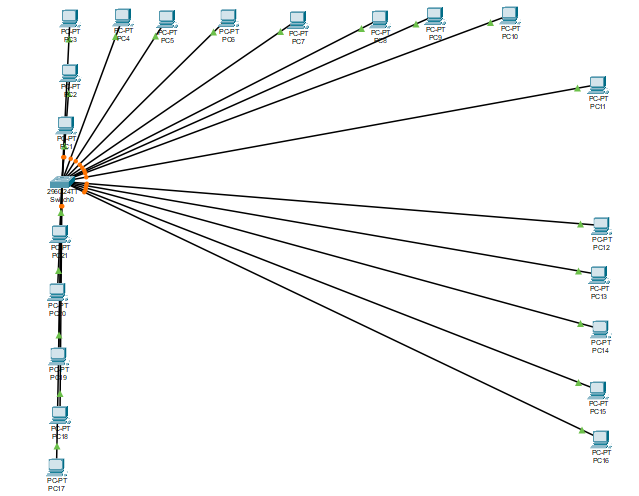 PC-PT
PC3
PC-PT
PC4
PC-PT
PC5
PC-PT
PC6
PC-PT
PC7
PC-PT
PC8
PC-PT
PC9
PC-PT
PC10
PC-PT
PC2
PC-PT
PC11
PC-PT
PC1
2960-24TT
Switch0
PC-PT
PC12
PC-PT
PC21
PC-PT
PC13
PC-PT
PC20
PC-PT
PC14
PC-PT
PC19
PC-PT
PC15
PC-PT
PC18
PC-PT
PC16
PC-PT
PC17